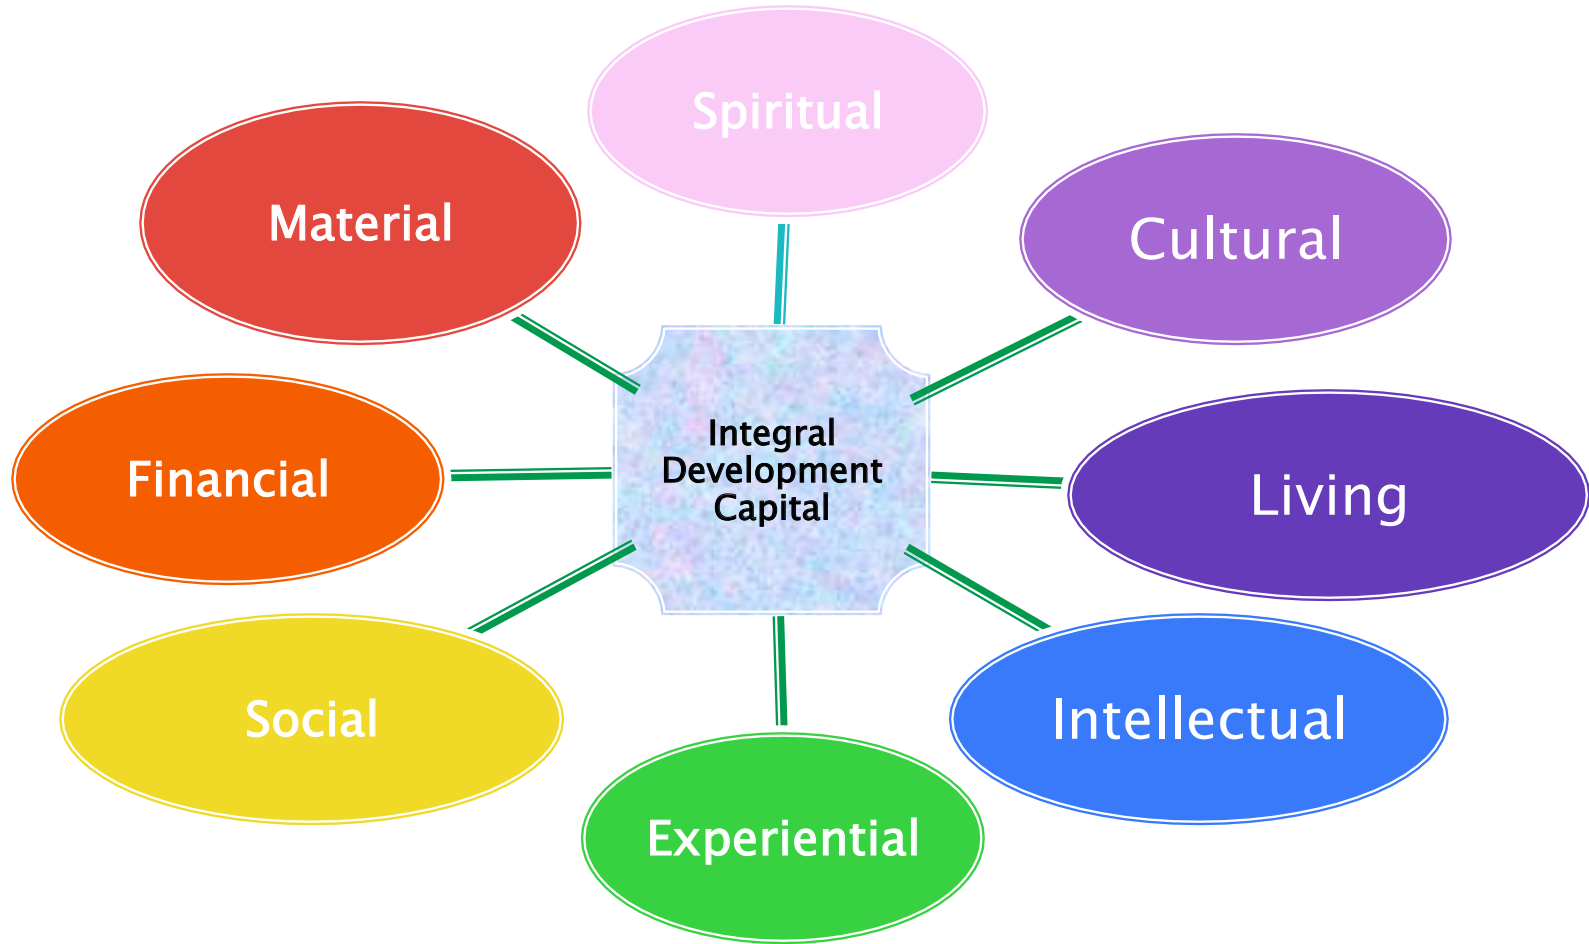 Spiritual
Material
Cultural
Integral
Development
Capital
Financial
Living
Social
Intellectual
Experiential